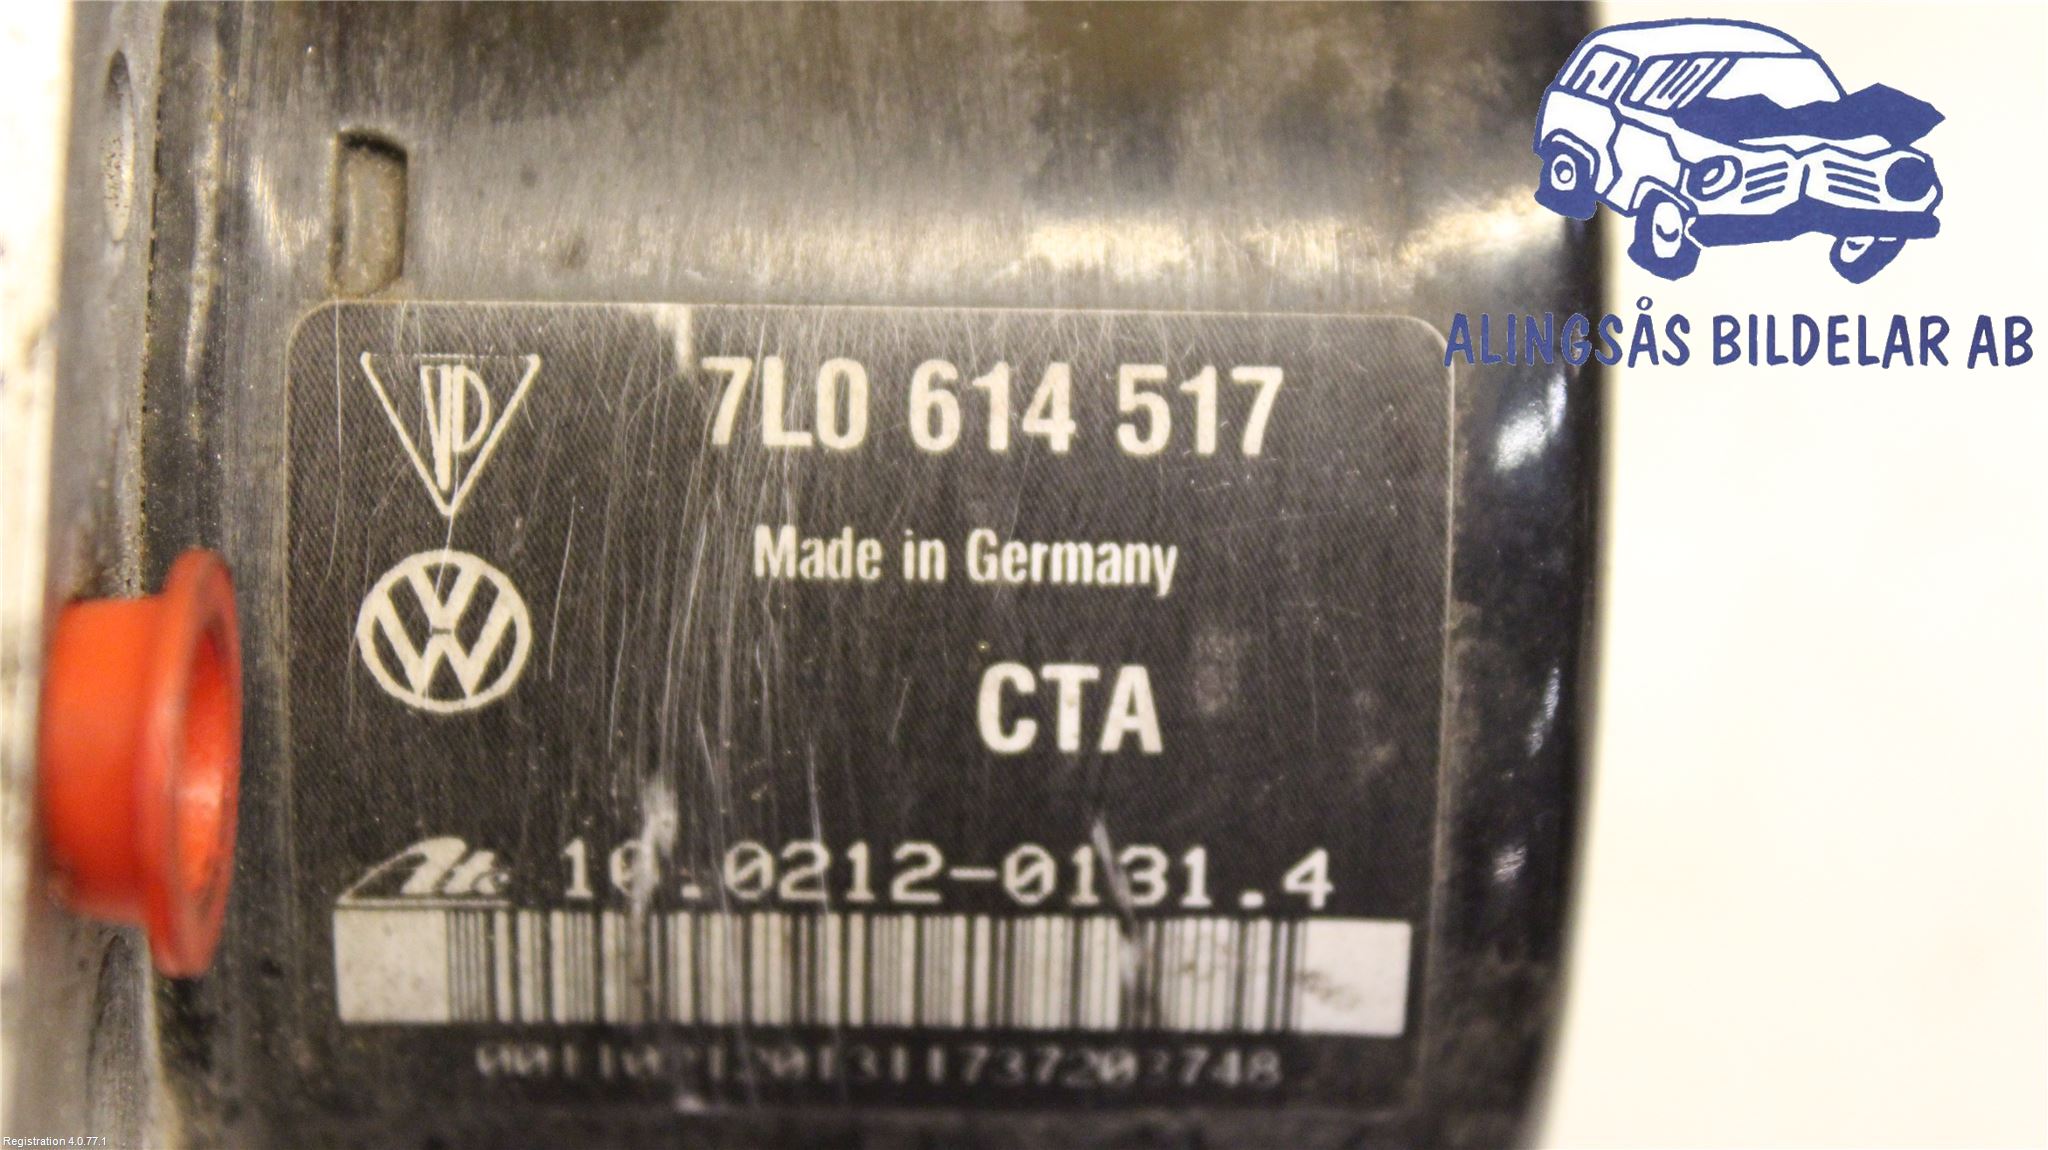 ALINGSÅS BILDELAR AB
7L0 614 517
Made in Germany
CTA
Ate 10.0212-0131.4
Registration 4.0.77.1